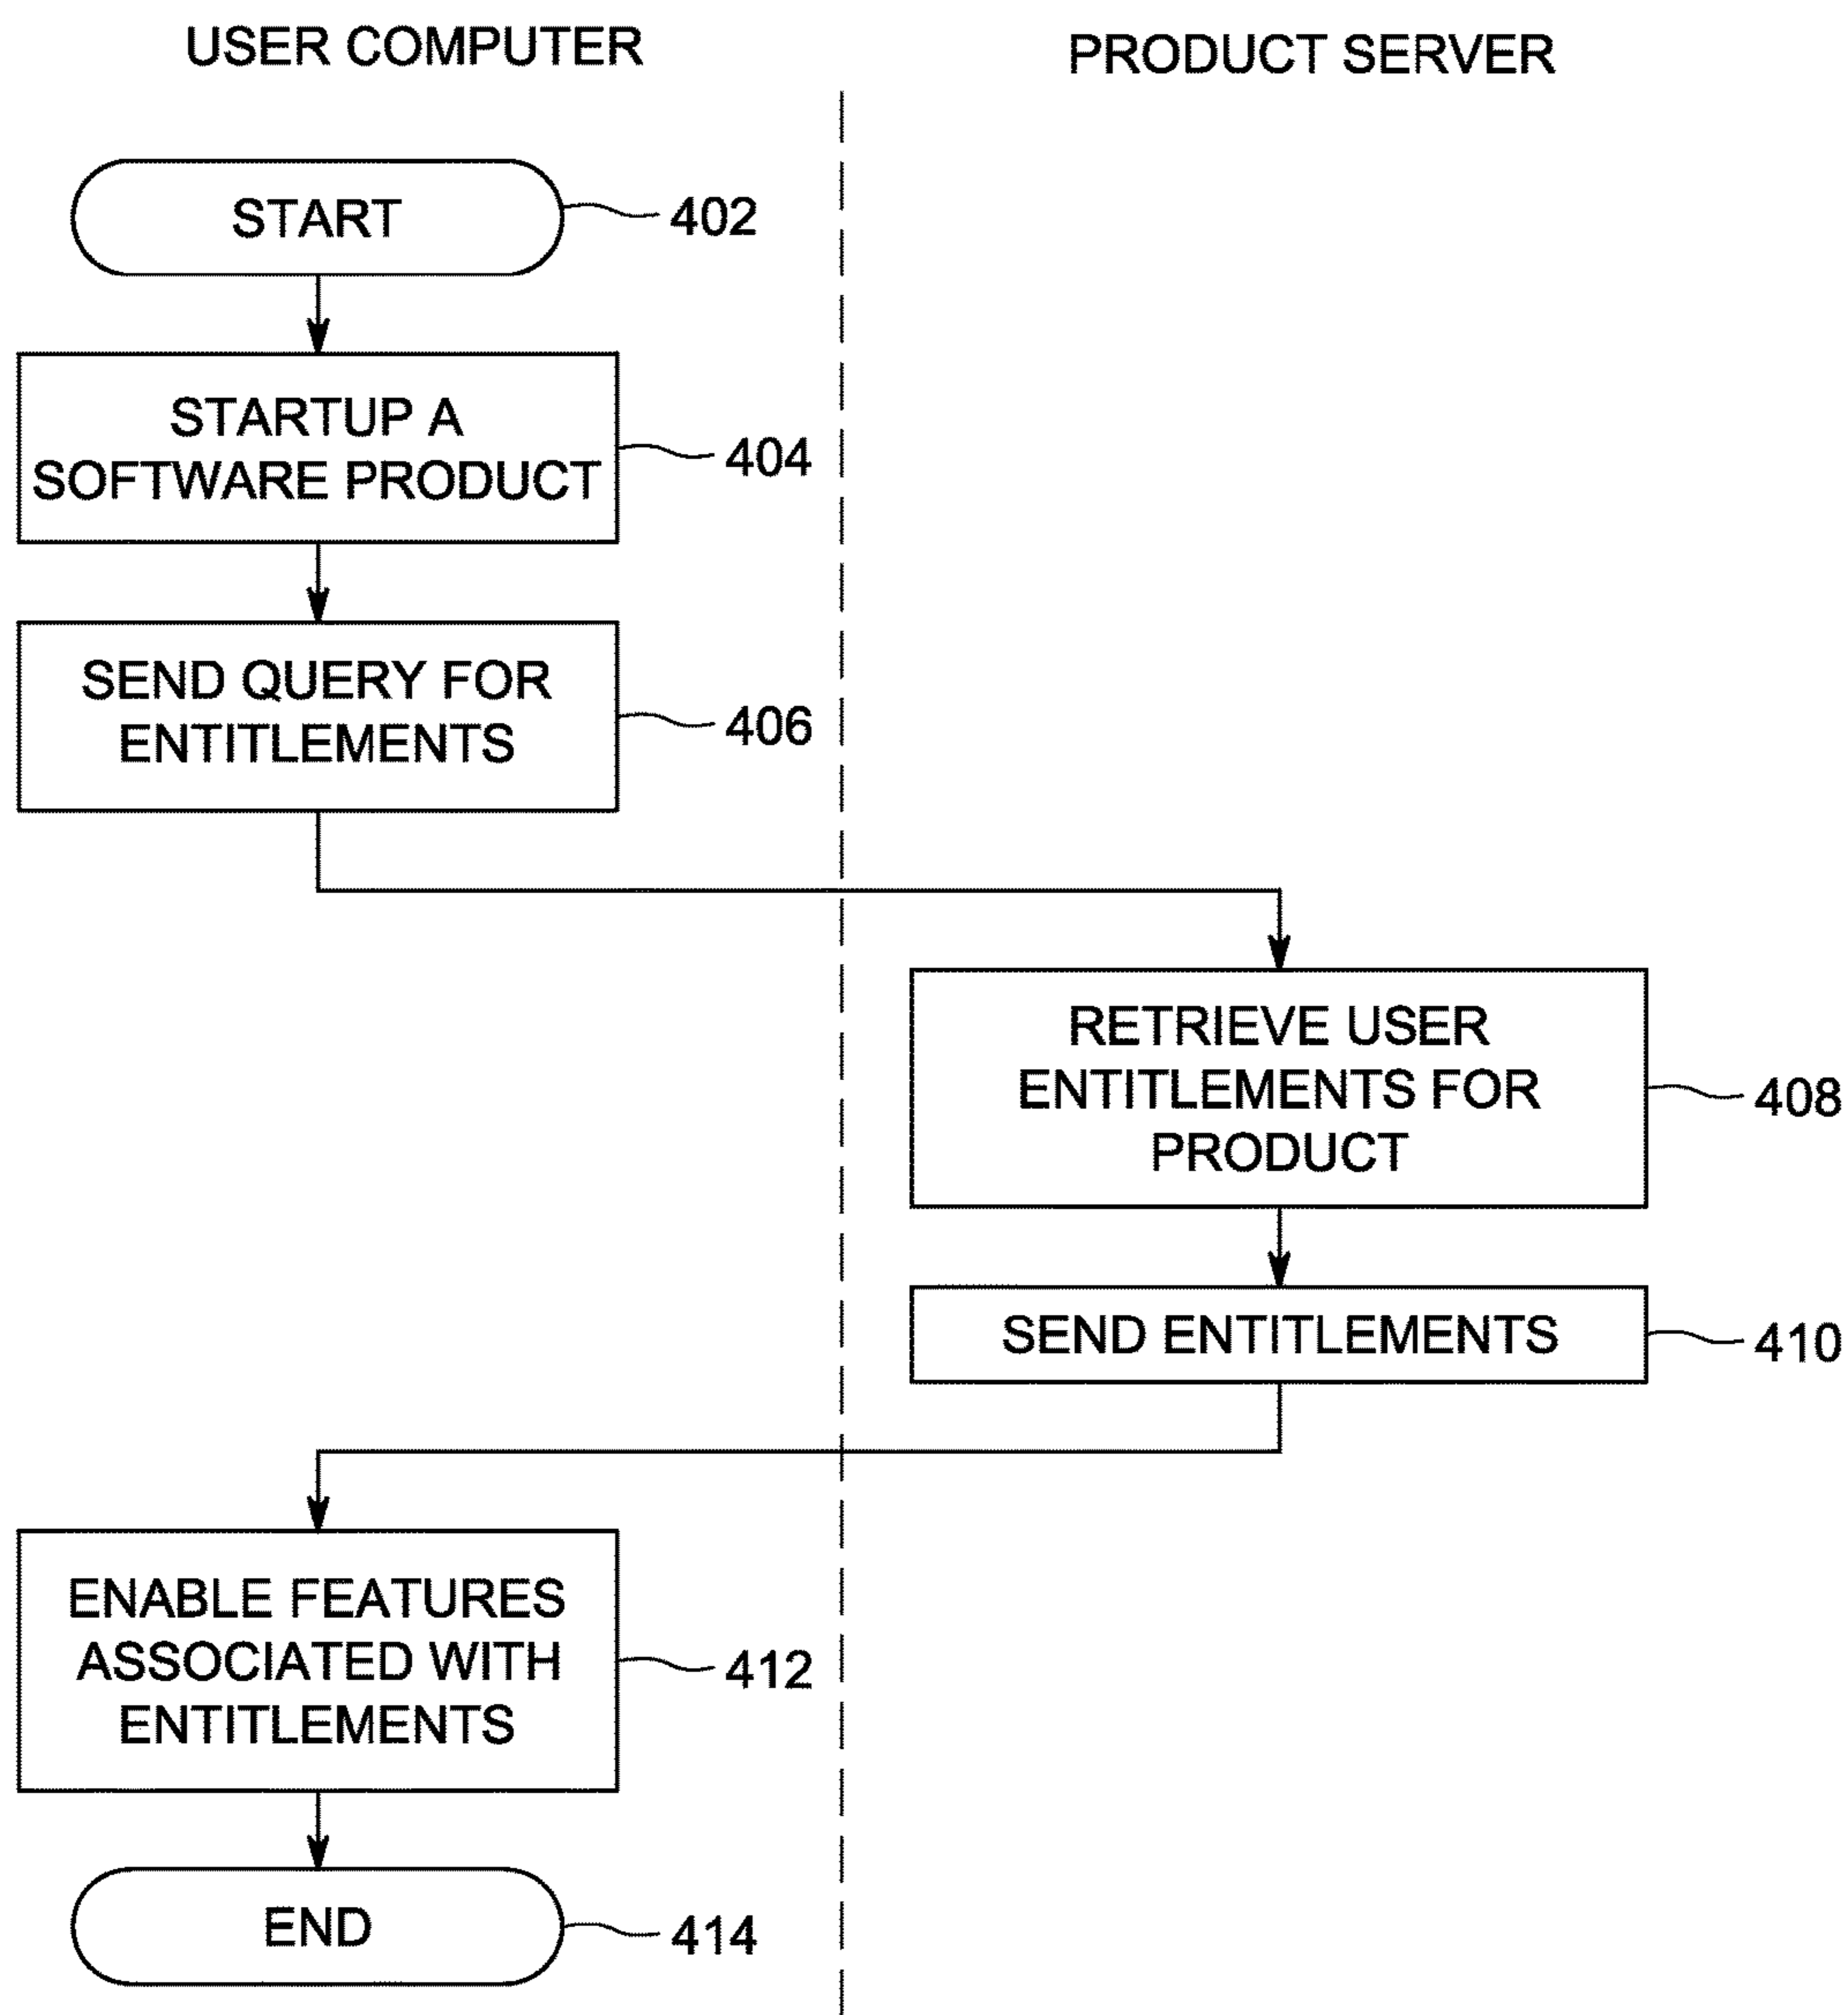 USER COMPUTER
PRODUCT SERVER
START
402
STARTUP A
SOFTWARE PRODUCT
404
SEND QUERY FOR
ENTITLEMENTS
406
RETRIEVE USER
ENTITLEMENTS FOR
PRODUCT
408
SEND ENTITLEMENTS
410
ENABLE FEATURES
ASSOCIATED WITH
ENTITLEMENTS
412
END
414